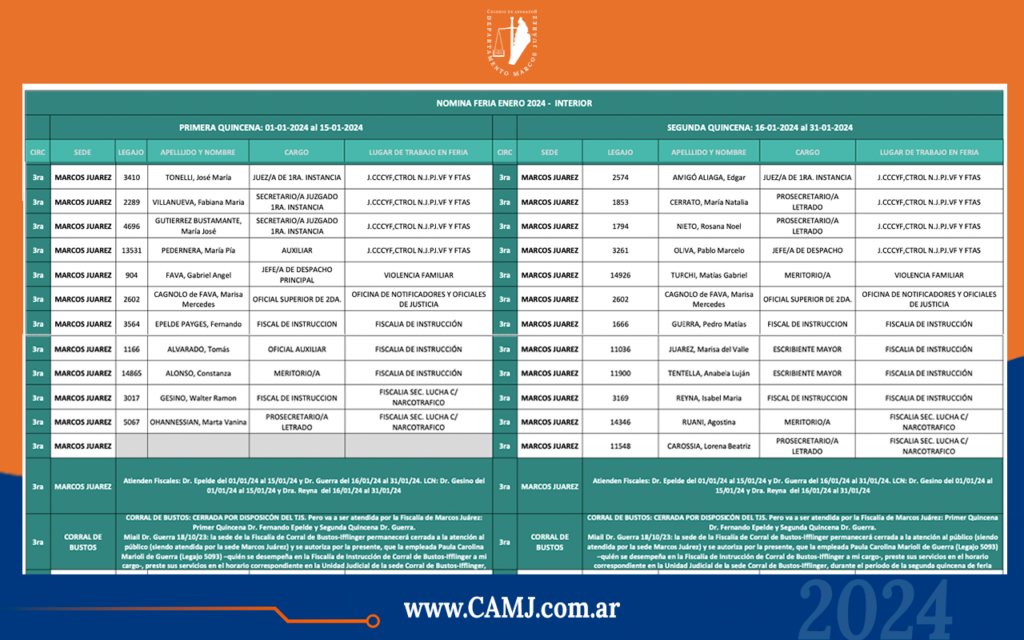 COLEGIO DE ABOGADOS
DEPARTAMENTO MARCOS JUÁREZ
NOMINA FERIA ENERO 2024 - INTERIOR
PRIMERA QUINCENA: 01-01-2024 al 15-01-2024
SEGUNDA QUINCENA: 16-01-2024 al 31-01-2024
CIRC SEDE LEGAJO APELLLIDO Y NOMBRE CARGO LUGAR DE TRABAJO EN FERIA CIRC SEDE LEGAJO APELLLIDO Y NOMBRE CARGO LUGAR DE TRABAJO EN FERIA
3ra MARCOS JUAREZ 3410 TONELLI, José María JUEZ/A DE 1RA. INSTANCIA J.CCCYF,CTROL N.J.PJ.VF Y FTAS 3ra MARCOS JUAREZ 2574 AMIGÓ ALIAGA, Edgar JUEZ/A DE 1RA. INSTANCIA J.CCCYF,CTROL N.J.PJ.VF Y FTAS
3ra MARCOS JUAREZ 2289 VILLANUEVA, Fabiana Maria SECRETARIO/A JUZGADO 1RA. INSTANCIA J.CCCYF,CTROL N.J.PJ.VF Y FTAS 3ra MARCOS JUAREZ 1853 CERRATO, María Natalia PROSECRETARIO/A LETRADO J.CCCYF,CTROL N.J.PJ.VF Y FTAS
3ra MARCOS JUAREZ 4696 GUTIERREZ BUSTAMANTE, María José SECRETARIO/A JUZGADO 1RA. INSTANCIA J.CCCYF,CTROL N.J.PJ.VF Y FTAS 3ra MARCOS JUAREZ 1794 NIETO, Rosana Noel PROSECRETARIO/A LETRADO J.CCCYF,CTROL N.J.PJ.VF Y FTAS
3ra MARCOS JUAREZ 13531 PEDERNERA, María Pía AUXILIAR J.CCCYF,CTROL N.J.PJ.VF Y FTAS 3ra MARCOS JUAREZ 3261 OLIVA, Pablo Marcelo JEFE/A DE DESPACHO J.CCCYF,CTROL N.J.PJ.VF Y FTAS
3ra MARCOS JUAREZ 904 FAVA, Gabriel Angel JEFE/A DE DESPACHO PRINCIPAL VIOLENCIA FAMILIAR 3ra MARCOS JUAREZ 14926 TURCHI, Matías Gabriel MERITORIO/A VIOLENCIA FAMILIAR
3ra MARCOS JUAREZ 2602 CAGNOLO de FAVA, Marisa Mercedes OFICIAL SUPERIOR DE 2DA. OFICINA DE NOTIFICADORES Y OFICIALES DE JUSTICIA 3ra MARCOS JUAREZ 2602 CAGNOLO de FAVA, Marisa Mercedes OFICIAL SUPERIOR DE 2DA. OFICINA DE NOTIFICADORES Y OFICIALES DE JUSTICIA
3ra MARCOS JUAREZ 3564 EPELDE PAYGES, Fernando FISCAL DE INSTRUCCION FISCALIA DE INSTRUCCIÓN 3ra MARCOS JUAREZ 1666 GUERRA, Pedro Matías FISCAL DE INSTRUCCION FISCALIA DE INSTRUCCIÓN
3ra MARCOS JUAREZ 1166 ALVARADO, Tomás OFICIAL AUXILIAR FISCALIA DE INSTRUCCIÓN 3ra MARCOS JUAREZ 11036 JUAREZ, Marisa del Valle ESCRIBIENTE MAYOR FISCALIA DE INSTRUCCIÓN
3ra MARCOS JUAREZ 14865 ALONSO, Constanza MERITORIO/A FISCALIA DE INSTRUCCIÓN 3ra MARCOS JUAREZ 11900 TENTELLA, Anabela Luján ESCRIBIENTE MAYOR FISCALIA DE INSTRUCCIÓN
3ra MARCOS JUAREZ 3017 GESINO, Walter Ramon FISCAL DE INSTRUCCION FISCALIA SEC. LUCHA C/ NARCOTRAFICO 3ra MARCOS JUAREZ 3169 REYNA, Isabel Maria FISCAL DE INSTRUCCION FISCALIA DE INSTRUCCIÓN
3ra MARCOS JUAREZ 5067 OHANNESSIAN, Marta Vanina PROSECRETARIO/A LETRADO FISCALIA SEC. LUCHA C/ NARCOTRAFICO 3ra MARCOS JUAREZ 14346 RUANI, Agostina MERITORIO/A FISCALIA SEC. LUCHA C/ NARCOTRAFICO
3ra MARCOS JUAREZ 3ra MARCOS JUAREZ 11548 CAROSSIA, Lorena Beatriz PROSECRETARIO/A LETRADO FISCALIA SEC. LUCHA C/ NARCOTRAFICO
3ra MARCOS JUAREZ
Atienden Fiscales: Dr. Epelde del 01/01/24 al 15/01/24 y Dr. Guerra del 16/01/24 al 31/01/24. LCN: Dr. Gesino del
01/01/24 al 15/01/24 y Dra. Reyna del 16/01/24 al 31/01/24
3ra MARCOS JUAREZ
Atienden Fiscales: Dr. Epelde del 01/01/24 al 15/01/24 y Dr. Guerra del 16/01/24 al 31/01/24. LCN: Dr. Gesino del 01/01/24 al
15/01/24 y Dra. Reyna del 16/01/24 al 31/01/24
3ra CORRAL DE BUSTOS
CORRAL DE BUSTOS: CERRADA POR DISPOSICÓN DEL TJS. Pero va a ser atendida por la Fiscalía de Marcos Juárez:
Primer Quincena Dr. Fernando Epelde y Segunda Quincena Dr. Guerra.
Miail Dr. Guerra 18/10/23: la sede de la Fiscalía de Corral de Bustos-Ifflinger permanecerá cerrada a la atención al
público (siendo atendida por la sede Marcos Juárez) y se autoriza por la presente, que la empleada Paula Carolina
Marioli de Guerra (Legajo 5093) –quién se desempeña en la Fiscalía de Instrucción de Corral de Bustos-Ifflinger a mi
cargo-, preste sus servicios en el horario correspondiente en la Unidad Judicial de la sede Corral de Bustos-Ifflinger,
3ra CORRAL DE BUSTOS
CORRAL DE BUSTOS: CERRADA POR DISPOSICÓN DEL TJS. Pero va a ser atendida por la Fiscalía de Marcos Juárez: Primer Quincena
Dr. Fernando Epelde y Segunda Quincena Dr. Guerra.
Miail Dr. Guerra 18/10/23: la sede de la Fiscalía de Corral de Bustos-Ifflinger permanecerá cerrada a la atención al público (siendo
atendida por la sede Marcos Juárez) y se autoriza por la presente, que la empleada Paula Carolina Marioli de Guerra (Legajo 5093)
–quién se desempeña en la Fiscalía de Instrucción de Corral de Bustos-Ifflinger a mi cargo-, preste sus servicios en el horario
correspondiente en la Unidad Judicial de la sede Corral de Bustos-Ifflinger, durante el período de la segunda quincena de feria
www.CAMJ.com.ar
2024